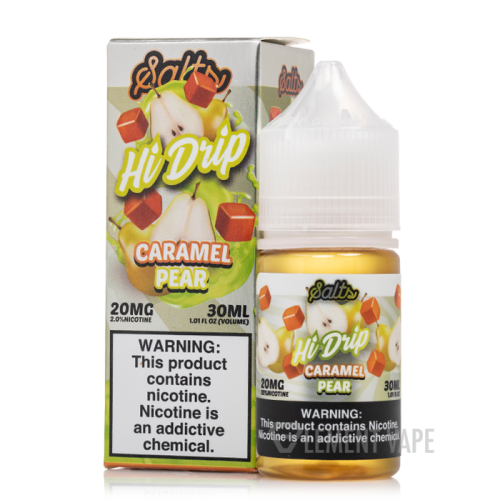 Salts
Hi Drip
CARAMEL
PEAR
20MG 30ML
2.0%NICOTINE 1.01 FL OZ (VOLUME)
WARNING:
This product
contains
nicotine.
Nicotine is
an addictive
chemical.
Salts
Hi Drip
CARAMEL
PEAR
20MG 30ML
WARNING:
This product contains Nicotine.
Nicotine is an addictive chemical.
ELEMENT VAPE